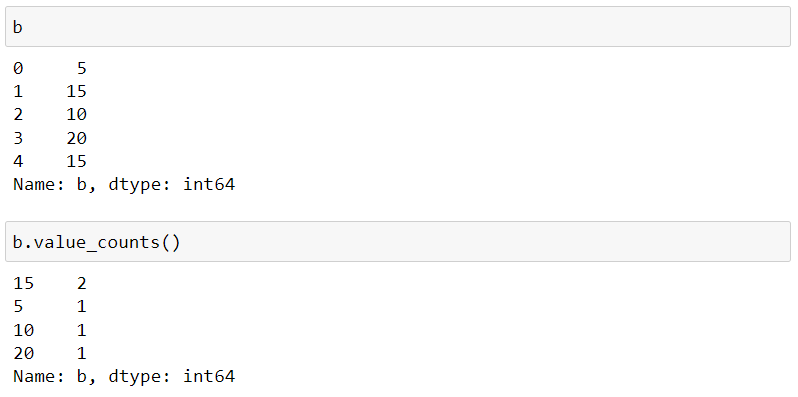 b
0     5
1    15
2    10
3    20
4    15
Name: b, dtype: int64
b.value_counts()
15    2
5     1
10    1
20    1
Name: b, dtype: int64